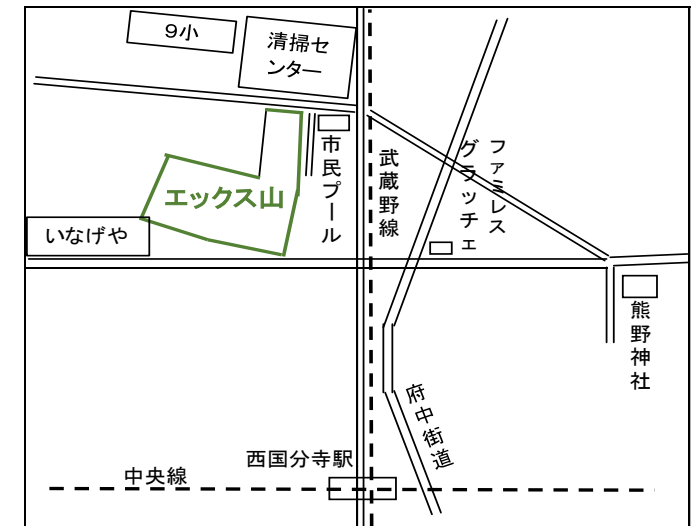 9小
清掃セ
ンター
市民プール
武蔵野線
ファミレス
グラッチェ
エックス山
いなげや
熊野神社
府中街道
西国分寺駅
中央線